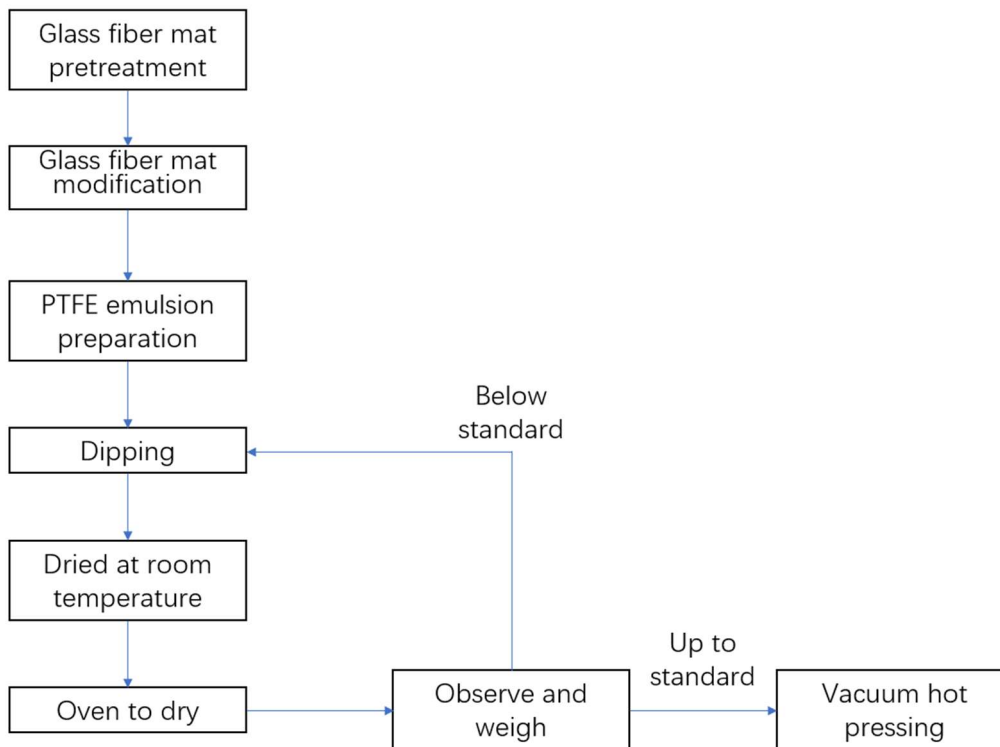 Glass fiber mat
pretreatment
Glass fiber mat
modification
PTFE emulsion
preparation
Below
standard
Dipping
Dried at room
temperature
Up to
standard
Oven to dry
Observe and
weigh
Vacuum hot
pressing